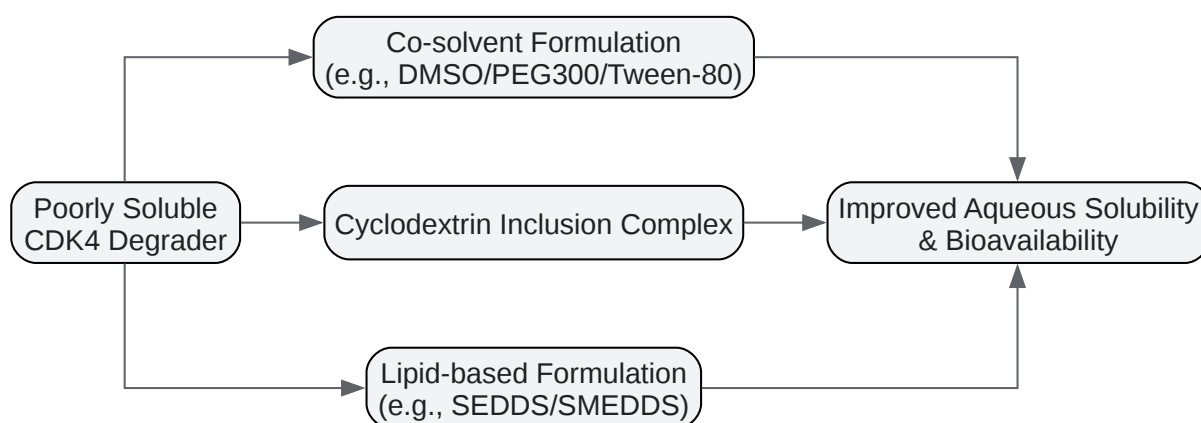 Co-solvent Formulation
(e.g., DMSO/PEG300/Tween-80)
Poorly Soluble
CDK4 Degrader
Cyclodextrin Inclusion Complex
Improved Aqueous Solubility
& Bioavailability
Lipid-based Formulation
(e.g., SEDDS/SMEDDS)